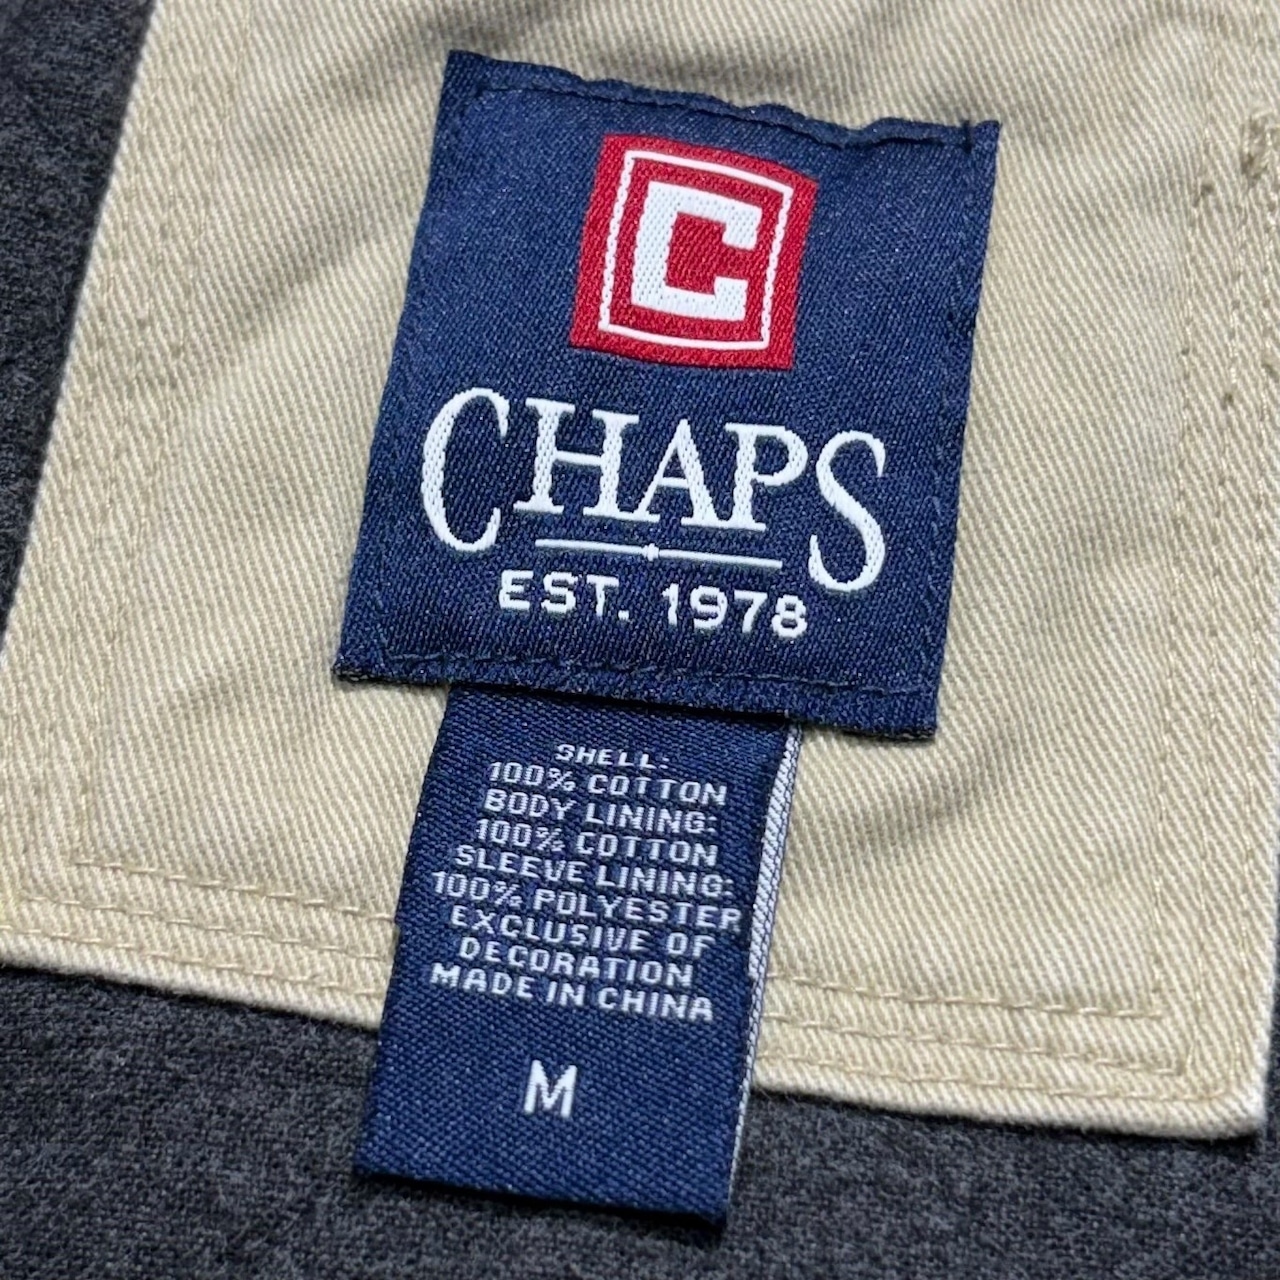 C
CHAPS
EST. 1978
SHELL:
100% COTTON
BODY LINING:
100% COTTON
SLEEVE LINING:
100% POLYESTER
EXCLUSIVE OF
DECORATION
MADE IN CHINA
M